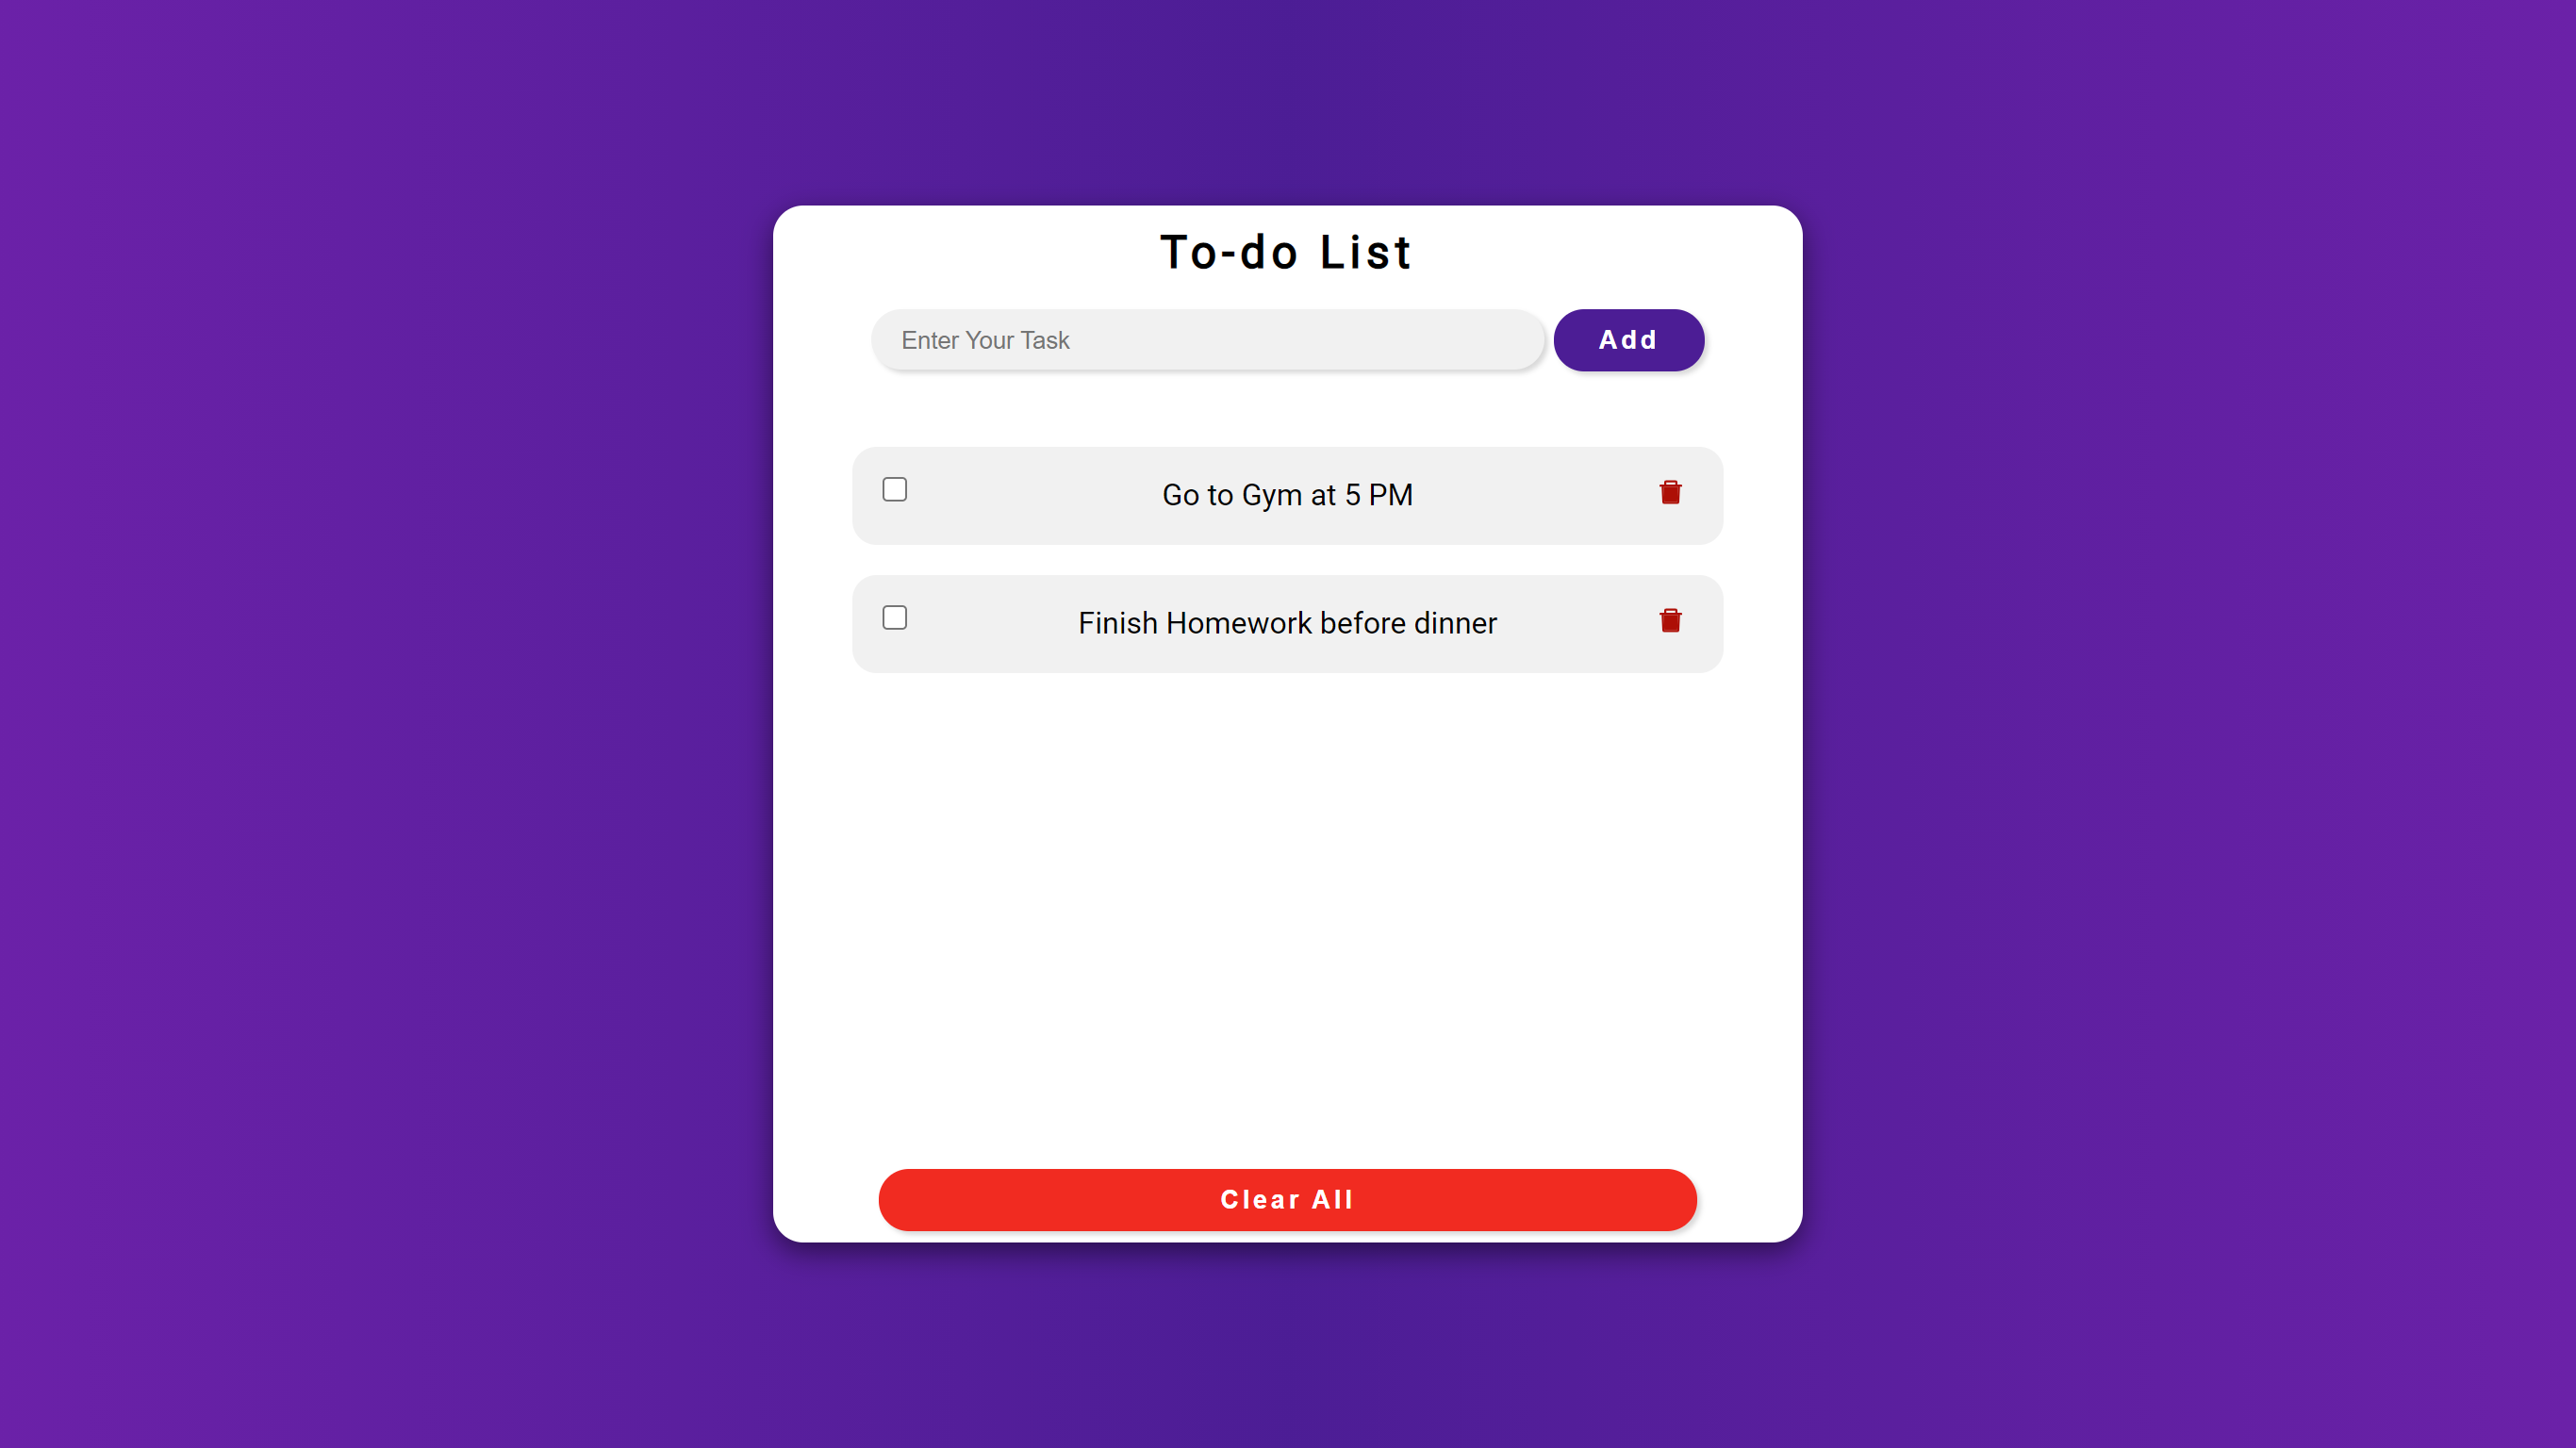 To-do List
Enter Your Task
Add
Go to Gym at 5 PM
Finish Homework before dinner
Clear All